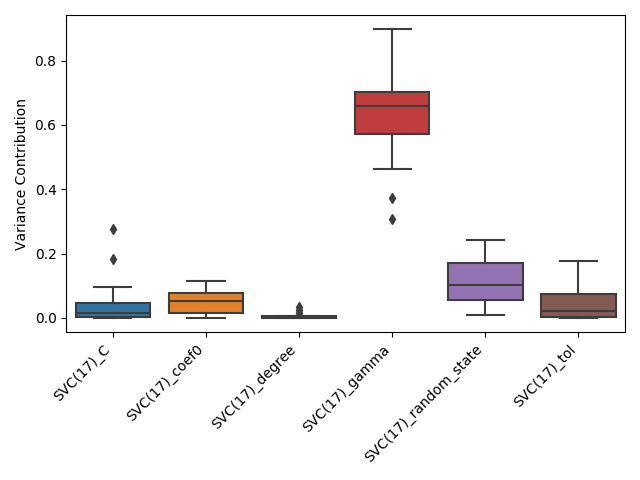 Variance Contribution
0.8
0.6
0.4
0.2
0.0
SVC(17)_C
SVC(17)_coef0
SVC(17)_degree
SVC(17)_gamma
SVC(17)_random_state
SVC(17)_tol